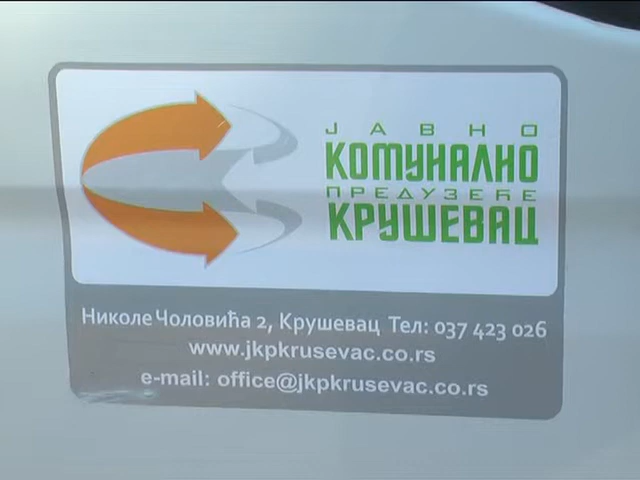 ЈАВНО
КОМУНАЛНО
ПРЕДУЗЕЋЕ
КРУШЕВАЦ
Николе Чоловића 2, Крушевац Тел: 037 423 026
www.jkpkrusevac.co.rs
e-mail: office@jkpkrusevac.co.rs